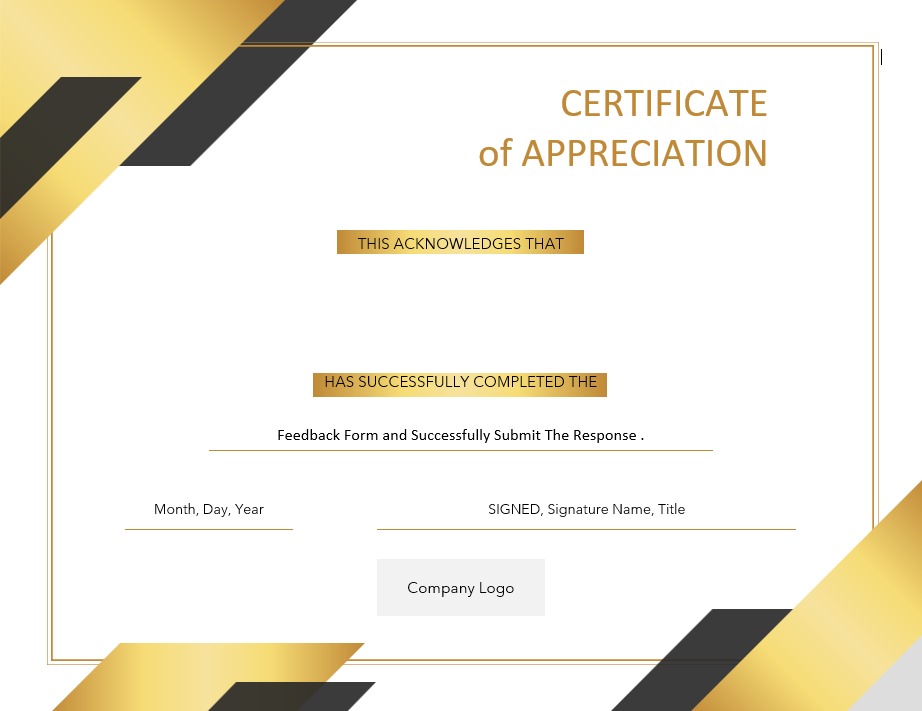 CERTIFICATE
of APPRECIATION
THIS ACKNOWLEDGES THAT
HAS SUCCESSFULLY COMPLETED THE
Feedback Form and Successfully Submit The Response .
Month, Day, Year
SIGNED, Signature Name, Title
Company Logo